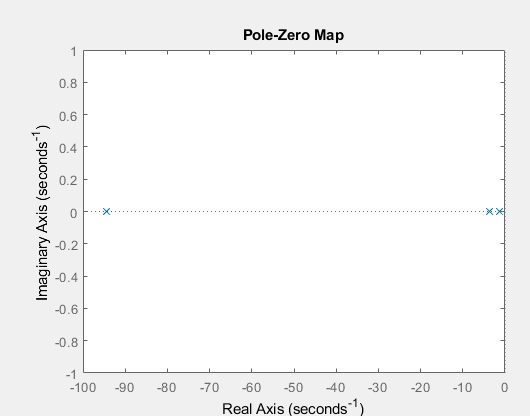 Pole-Zero Map
1
0.8
0.6
0.4
0.2
0
-0.2
-0.4
-0.6
-0.8
-1
Imaginary Axis (seconds⁻¹)
-100 -90 -80 -70 -60 -50 -40 -30 -20 -10 0
Real Axis (seconds⁻¹)